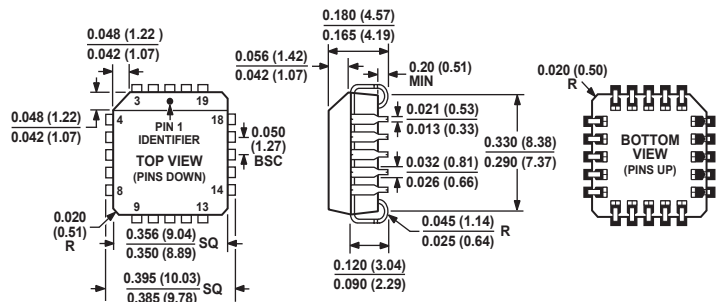 0.048 (1.22)
0.042 (1.07)
0.048 (1.22)
0.042 (1.07)
3
19
4
18
PIN 1
IDENTIFIER
TOP VIEW
(PINS DOWN)
8
14
9
13
0.050
(1.27)
BSC
0.020
(0.51)
R
0.356 (9.04)
0.350 (8.89)
SQ
0.395 (10.03)
0.385 (9.78)
SQ
0.180 (4.57)
0.165 (4.19)
0.056 (1.42)
0.042 (1.07)
0.20 (0.51)
MIN
0.021 (0.53)
0.013 (0.33)
0.032 (0.81)
0.026 (0.66)
0.330 (8.38)
0.290 (7.37)
0.045 (1.14)
0.025 (0.64)
R
0.120 (3.04)
0.090 (2.29)
0.020 (0.50)
R
BOTTOM
VIEW
(PINS UP)